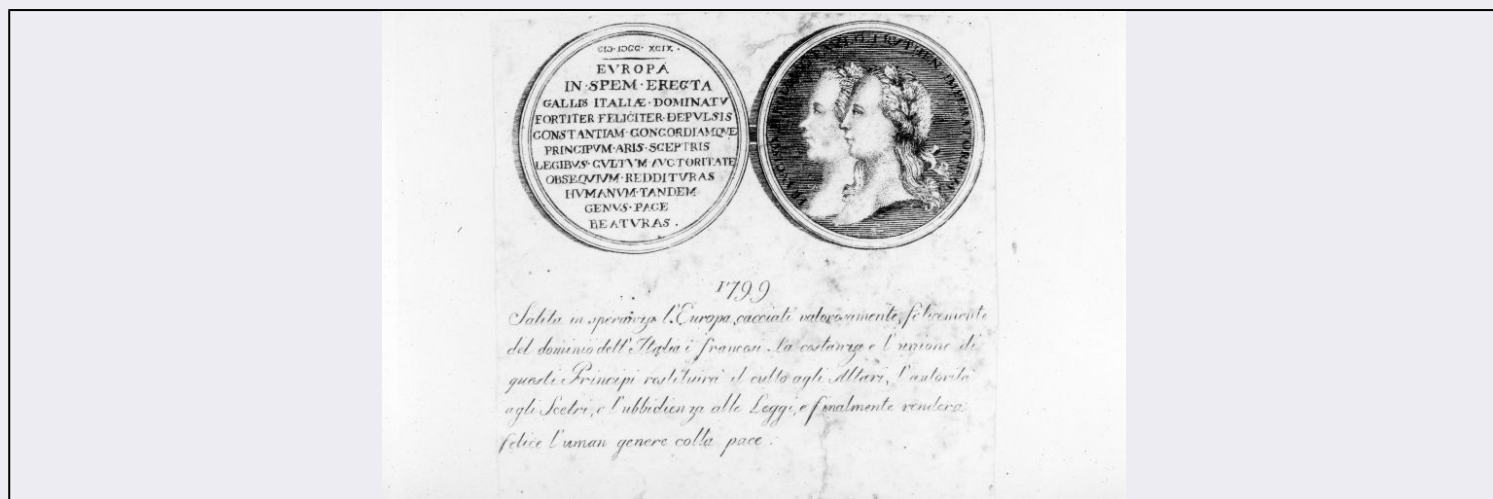 CIↃ·IↃCC·XCIX·
EVROPA
IN·SPEM·ERECTA
GALLIS ITALIÆ·DOMINATV
FORTITER FELICITER·DEPVLSIS
CONSTANTIAM·CONCORDIAMQVE
PRINCIPVM·ARIS·SCEPTRIS
LEGIBVS·CVLTVM AVCTORITATE
OBSEQVIVM·REDDITVRAS
HVMANVM·TANDEM
GENVS·PACE
BEATVRAS.
1799
Salita in speranza l'Europa, cacciati valorosamente, felicemente
del dominio dell'Italia i francesi. La costanza e l'unione di
questi Principi restituirà il culto agli Altari, l'autorità
agli Scetri, e l'ubbidienza alle Leggi, e finalmente renderà
felice l'uman genere colla pace.